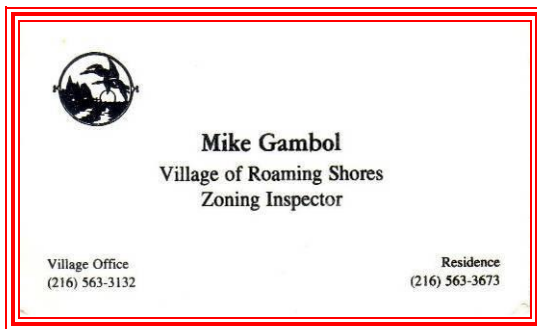 Mike Gambol
Village of Roaming Shores
Zoning Inspector
Village Office
(216) 563-3132
Residence
(216) 563-3673